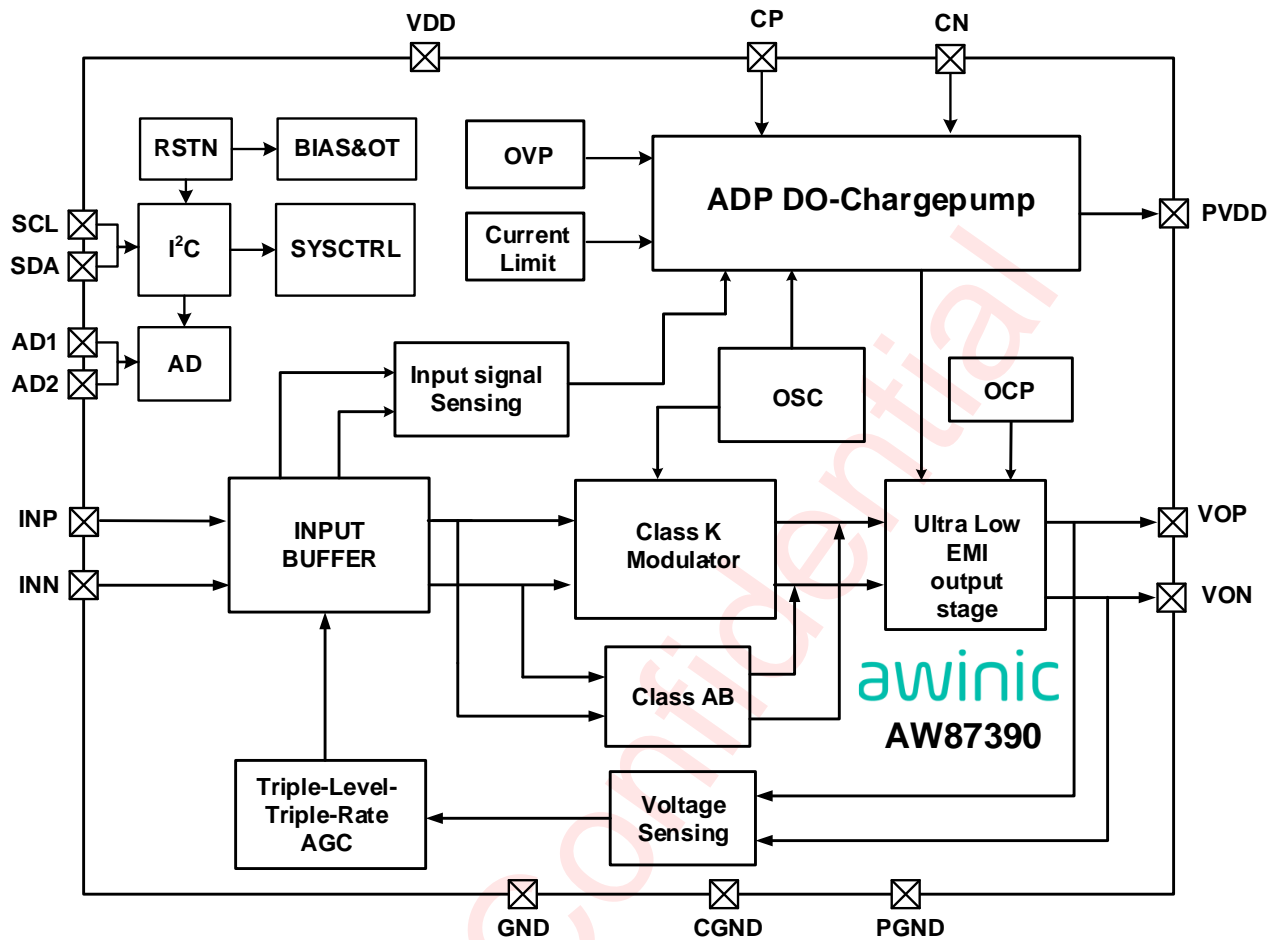 VDD
CP
CN
RSTN
BIAS&OT
OVP
ADP DO-Chargepump
SCL
SDA
I²C
SYSCTRL
Current
Limit
PVDD
AD1
AD2
AD
Input signal
Sensing
OSC
OCP
INP
INN
INPUT
BUFFER
Class K
Modulator
Ultra Low
EMI
output
stage
VOP
VON
Class AB
awinic
AW87390
Triple-Level-
Triple-Rate
AGC
Voltage
Sensing
GND
CGND
PGND
Confidential